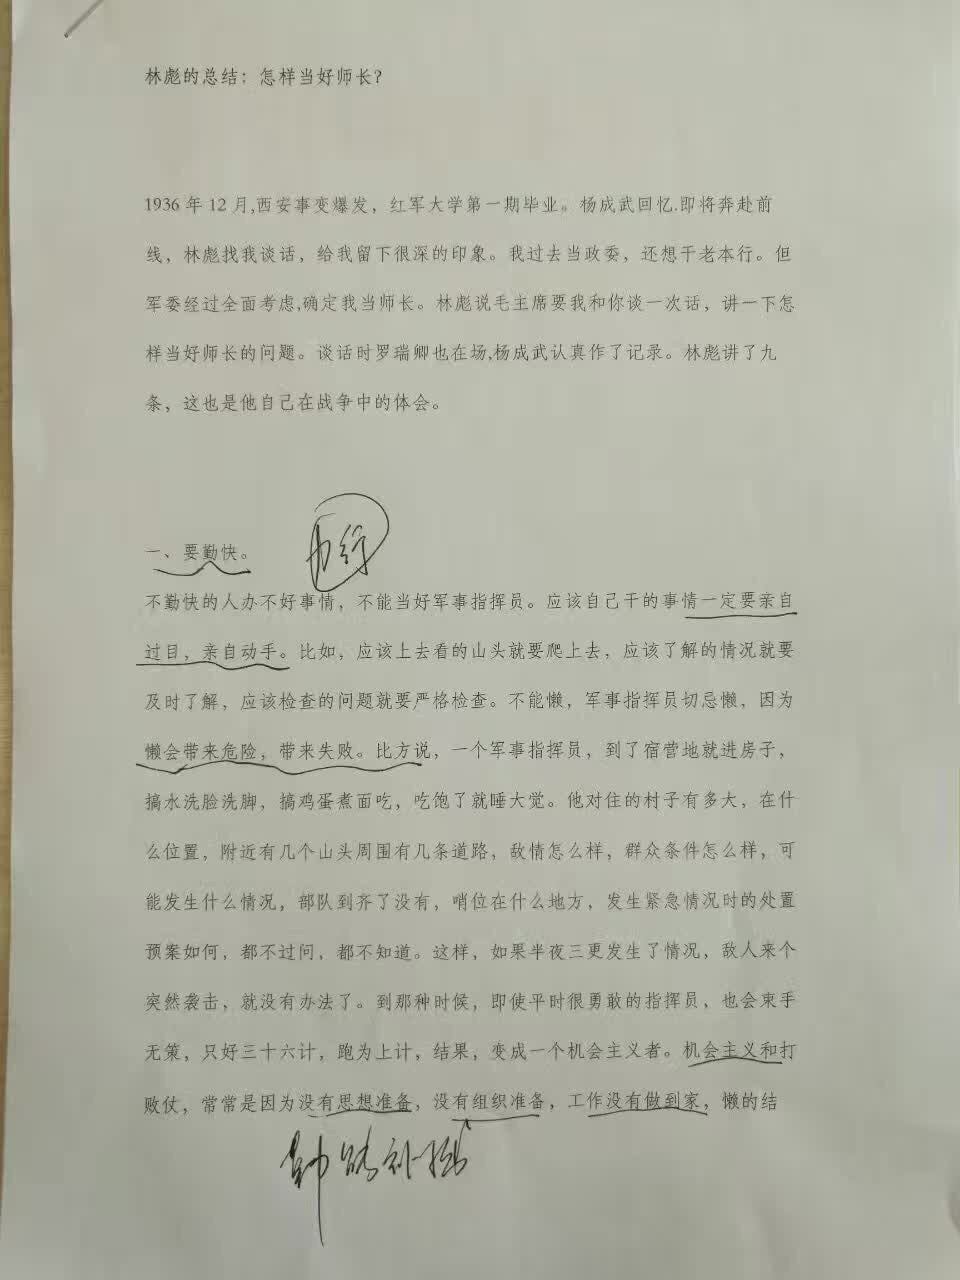 林彪的总结：怎样当好师长？
1936 年 12 月,西安事变爆发，红军大学第一期毕业。杨成武回忆.即将奔赴前
线，林彪找我谈话，给我留下很深的印象。我过去当政委，还想干老本行。但
军委经过全面考虑,确定我当师长。林彪说毛主席要我和你谈一次话，讲一下怎
样当好师长的问题。谈话时罗瑞卿也在场,杨成武认真作了记录。林彪讲了九
条，这也是他自己在战争中的体会。
一、要勤快。
不勤快的人办不好事情，不能当好军事指挥员。应该自己干的事情一定要亲自
过目，亲自动手。比如，应该上去看的山头就要爬上去，应该了解的情况就要
及时了解，应该检查的问题就要严格检查。不能懒，军事指挥员切忌懒，因为
懒会带来危险，带来失败。比方说，一个军事指挥员，到了宿营地就进房子，
搞水洗脸洗脚，搞鸡蛋煮面吃，吃饱了就睡大觉。他对住的村子有多大，在什
么位置，附近有几个山头周围有几条道路，敌情怎么样，群众条件怎么样，可
能发生什么情况，部队到齐了没有，哨位在什么地方，发生紧急情况时的处置
预案如何，都不过问，都不知道。这样，如果半夜三更发生了情况，敌人来个
突然袭击，就没有办法了。到那种时候，即使平时很勇敢的指挥员，也会束手
无策，只好三十六计，跑为上计，结果，变成一个机会主义者。机会主义和打
败仗，常常是因为没有思想准备，没有组织准备，工作没有做到家，懒的结